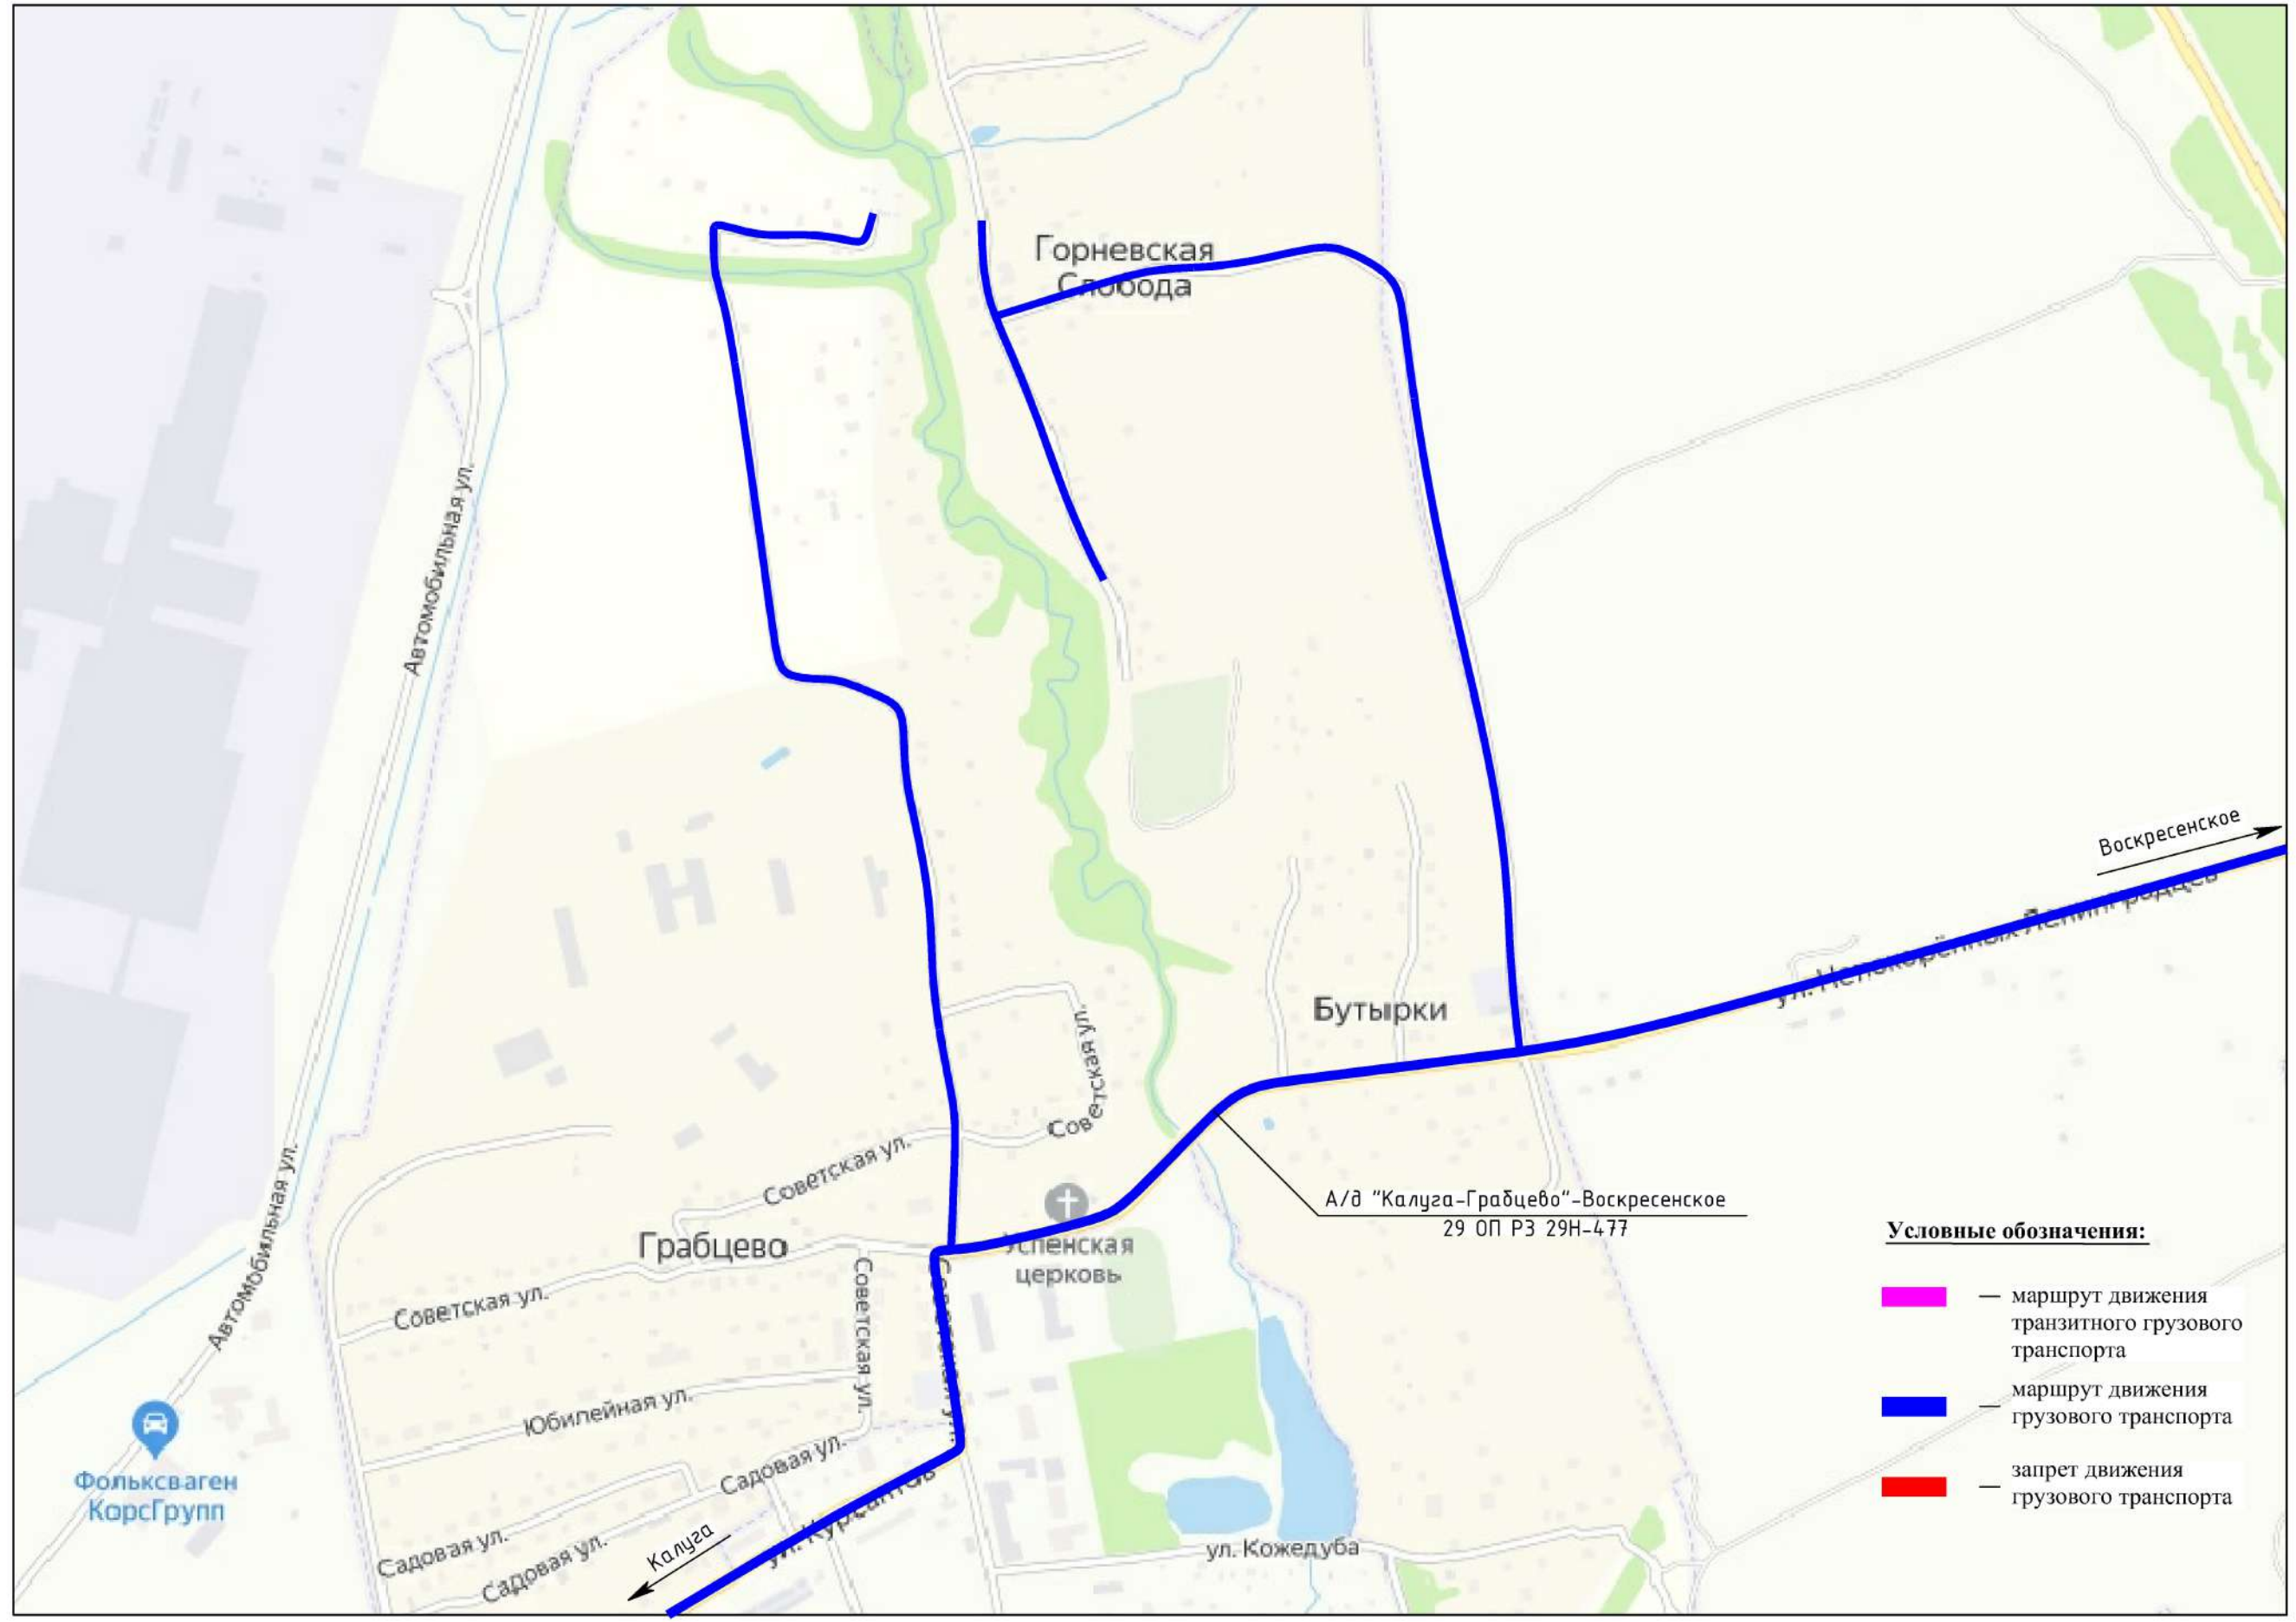 Горневская
Слобода
Автомобильная ул.
Воскресенское
ул. Непокорённых Ленинградцев
Бутырки
Советская ул.
Советская ул.
А/д "Калуга-Грабцево"-Воскресенское
29 ОП РЗ 29Н-477
Автомобильная ул.
Грабцево
Успенская
церковь
Советская ул.
Советская ул.
Советская ул.
Юбилейная ул.
Садовая ул.
Садовая ул.
Садовая ул.
ул. Курсантов
Калуга
ул. Кожедуба
Фольксваген
КорсГрупп
Условные обозначения:
— маршрут движения
транзитного грузового
транспорта
— маршрут движения
грузового транспорта
— запрет движения
грузового транспорта